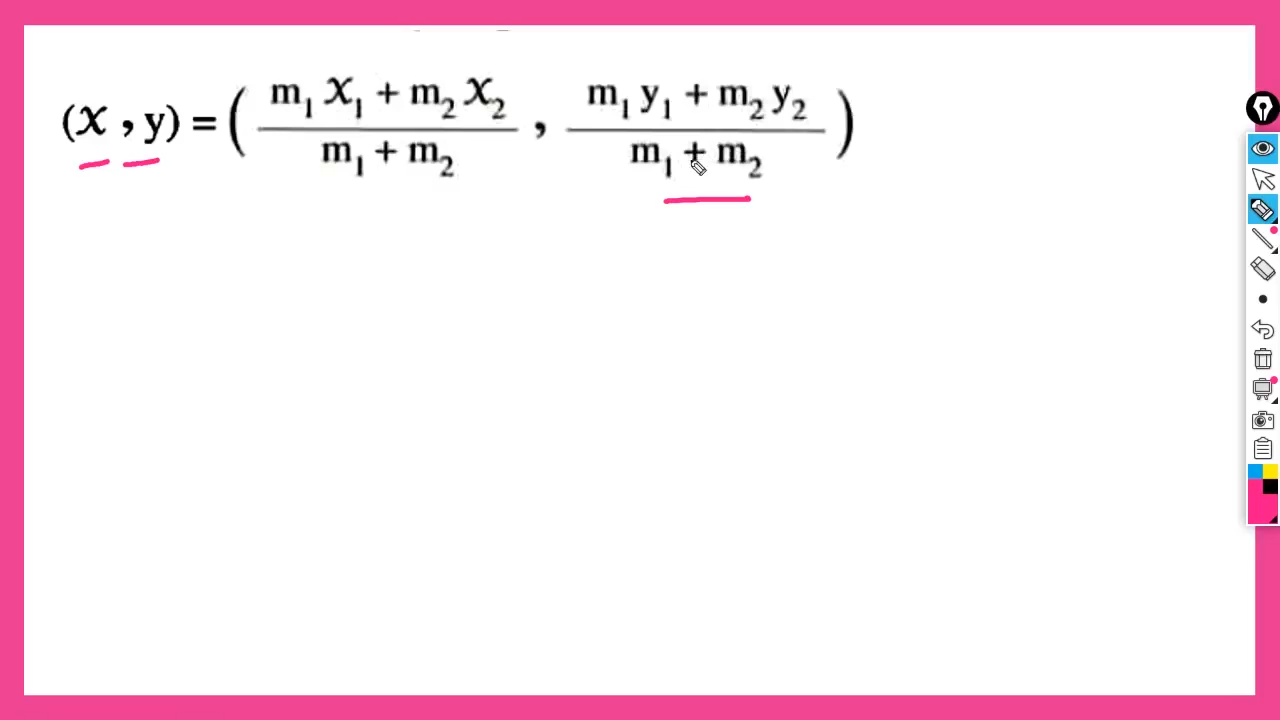 (x , y) = ( m₁ x₁ + m₂ x₂ / m₁ + m₂ , m₁ y₁ + m₂ y₂ / m₁ + m₂ )